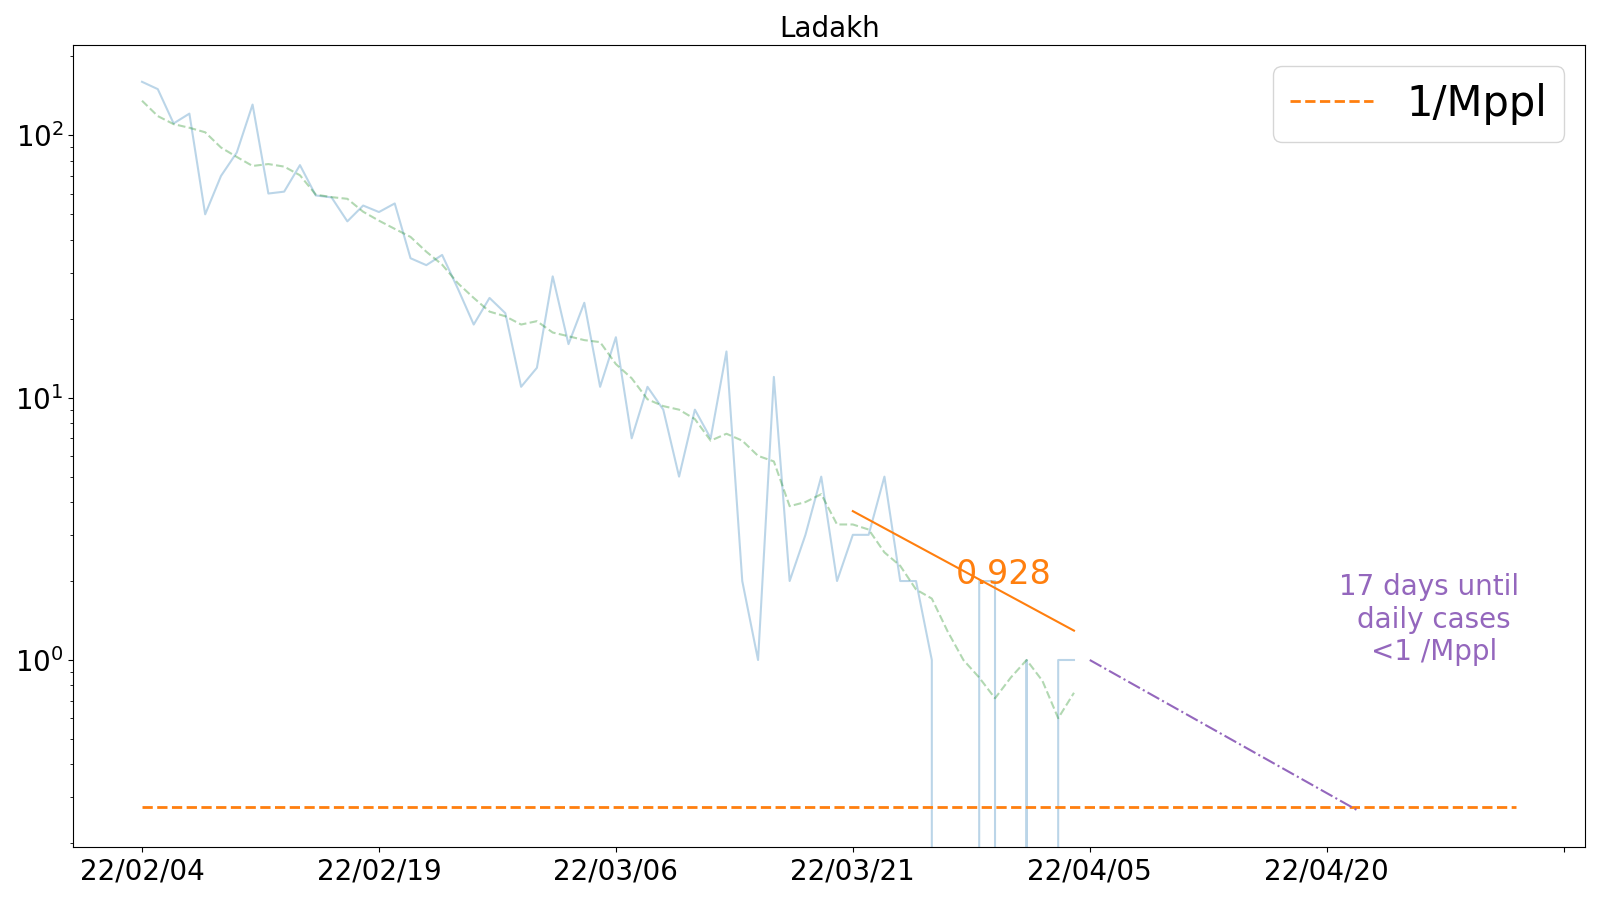 Ladakh
1/Mppl
10²
10¹
10⁰
0.928
17 days until
daily cases
<1 /Mppl
22/02/04 22/02/19 22/03/06 22/03/21 22/04/05 22/04/20